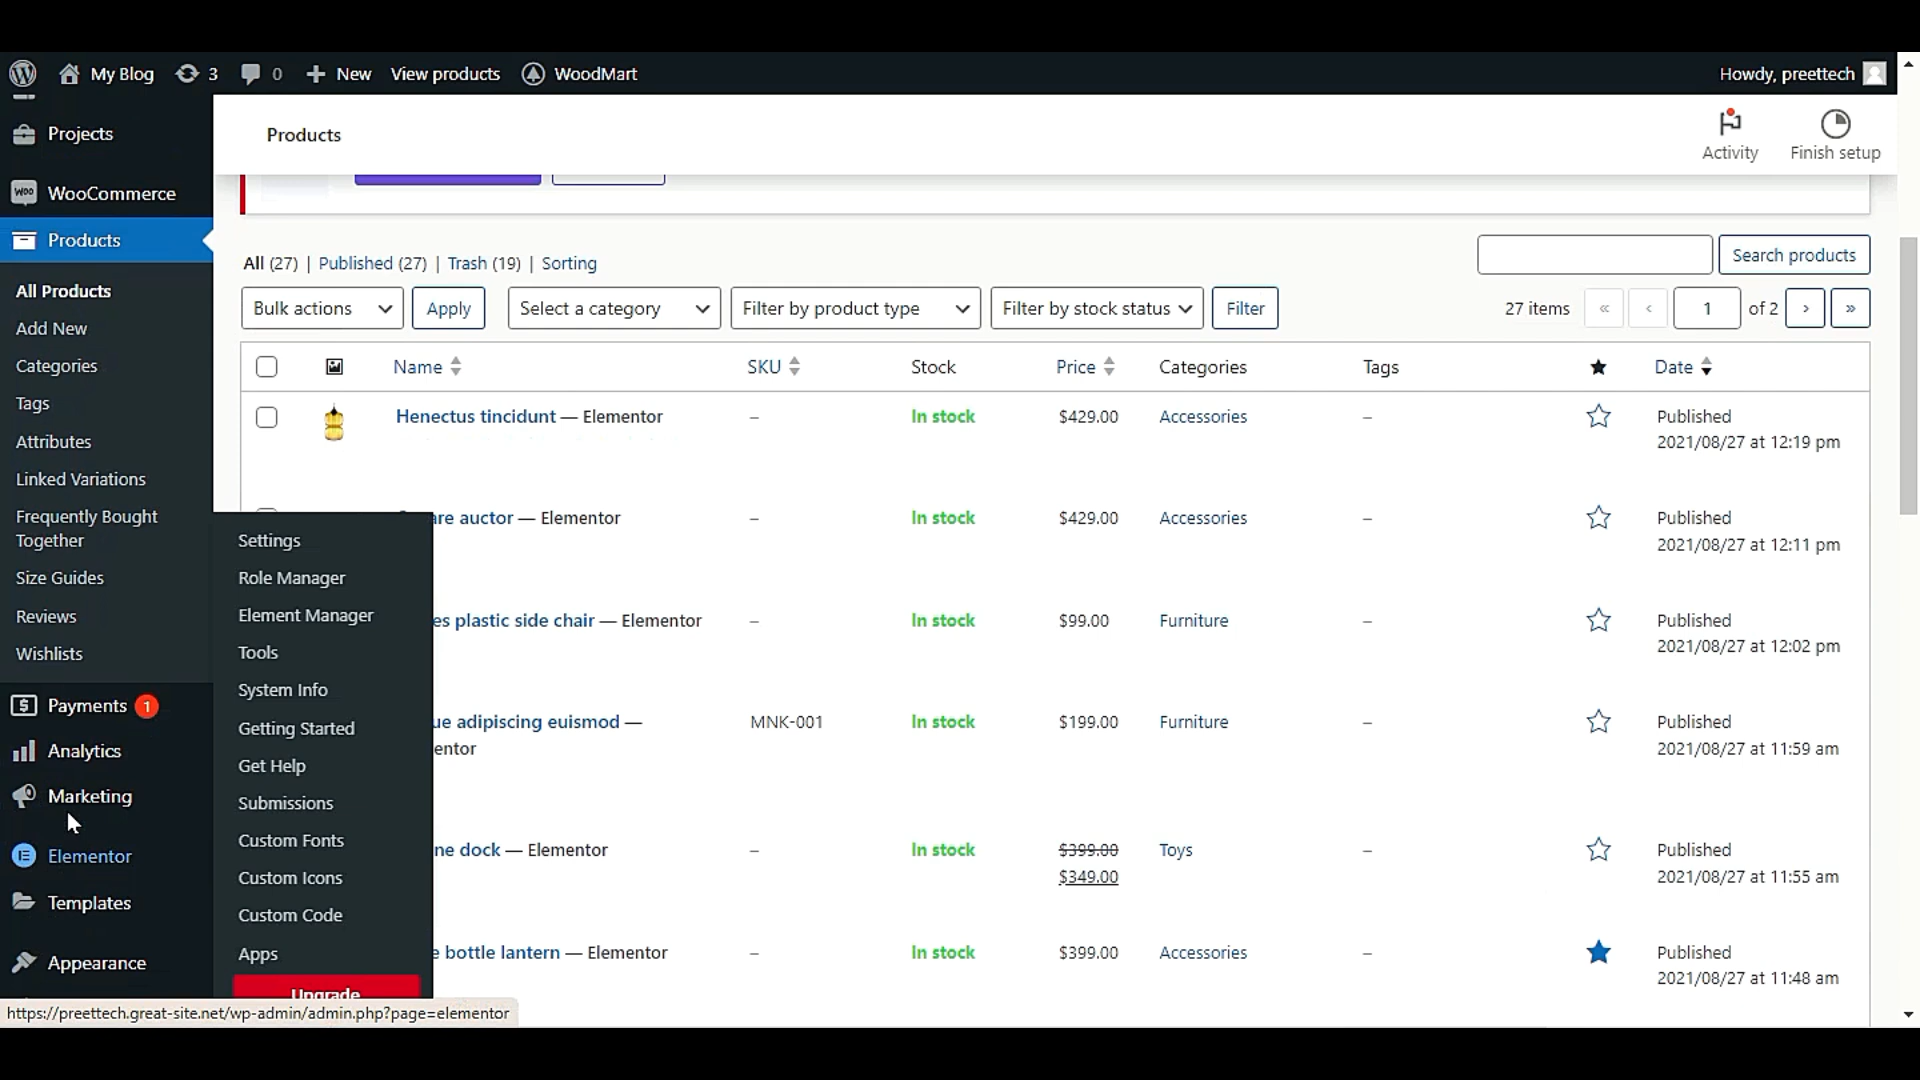 My Blog 3 0 New View products WoodMart Howdy, preettech
Projects
WooCommerce
Products
All Products
Add New
Categories
Tags
Attributes
Linked Variations
Frequently Bought
Together
Size Guides
Reviews
Wishlists
Payments 1
Analytics
Marketing
Elementor
Templates
Appearance
Settings
Role Manager
Element Manager
Tools
System Info
Getting Started
Get Help
Submissions
Custom Fonts
Custom Icons
Custom Code
Apps
Upgrade
Products
Activity Finish setup
All (27) | Published (27) | Trash (19) | Sorting
Search products
Bulk actions Apply Select a category Filter by product type Filter by stock status Filter 27 items « ‹ 1 of 2 › »
Name SKU Stock Price Categories Tags Date
Henectus tincidunt — Elementor – In stock $429.00 Accessories – Published
2021/08/27 at 12:19 pm
auctor — Elementor – In stock $429.00 Accessories – Published
2021/08/27 at 12:11 pm
plastic side chair — Elementor – In stock $99.00 Furniture – Published
2021/08/27 at 12:02 pm
adipiscing euismod — MNK-001 In stock $199.00 Furniture – Published
2021/08/27 at 11:59 am
dock — Elementor – In stock $399.00 Toys – Published
$349.00 2021/08/27 at 11:55 am
bottle lantern — Elementor – In stock $399.00 Accessories – Published
2021/08/27 at 11:48 am
https://preettech.great-site.net/wp-admin/admin.php?page=elementor